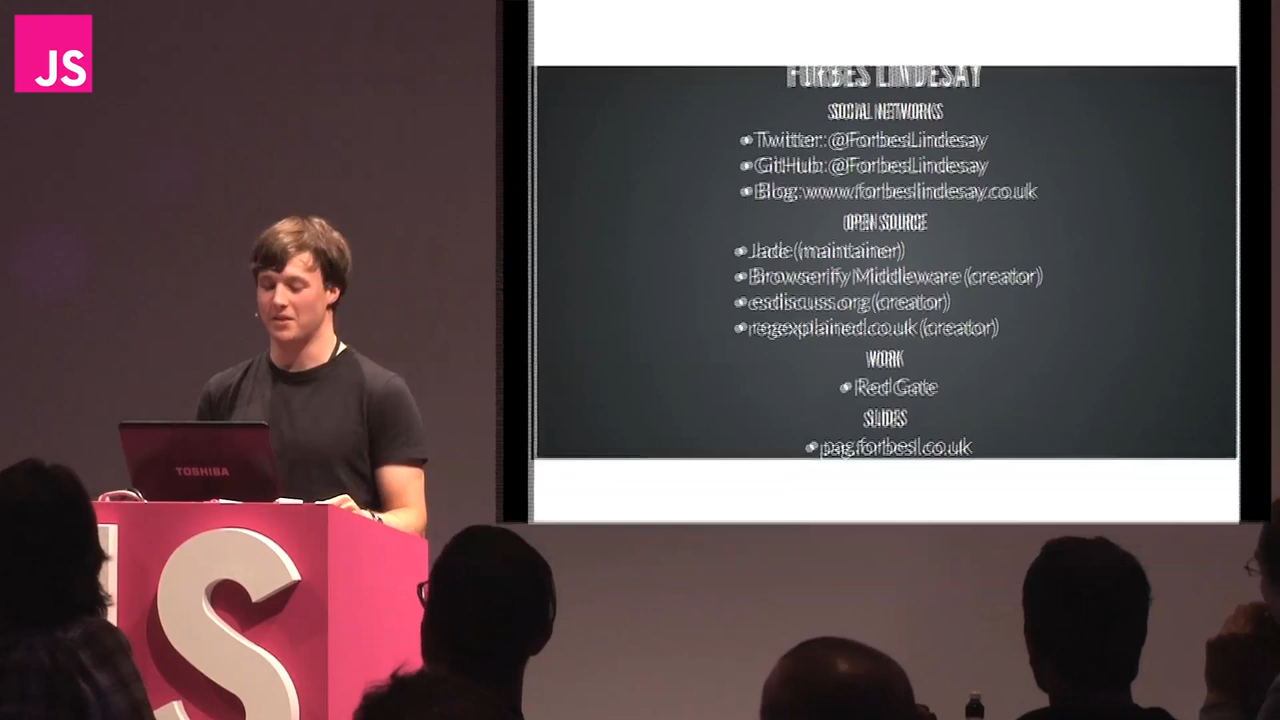 JS
FORBES LINDESAY
SOCIAL NETWORKS
Twitter: @ForbesLindesay
GitHub: @ForbesLindesay
Blog: www.forbeslindesay.co.uk
OPEN SOURCE
Jade (maintainer)
Browserify Middleware (creator)
esdiscuss.org (creator)
regexplained.co.uk (creator)
WORK
Red Gate
SLIDES
pag.forbesl.co.uk
TOSHIBA
S